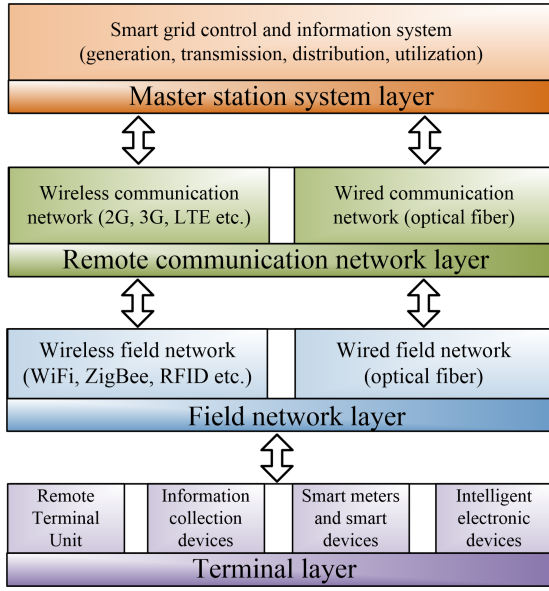 Smart grid control and information system
(generation, transmission, distribution, utilization)
Master station system layer
Wireless communication
network (2G, 3G, LTE etc.)
Wired communication
network (optical fiber)
Remote communication network layer
Wireless field network
(WiFi, ZigBee, RFID etc.)
Wired field network
(optical fiber)
Field network layer
Remote
Terminal
Unit
Information
collection
devices
Smart meters
and smart
devices
Intelligent
electronic
devices
Terminal layer